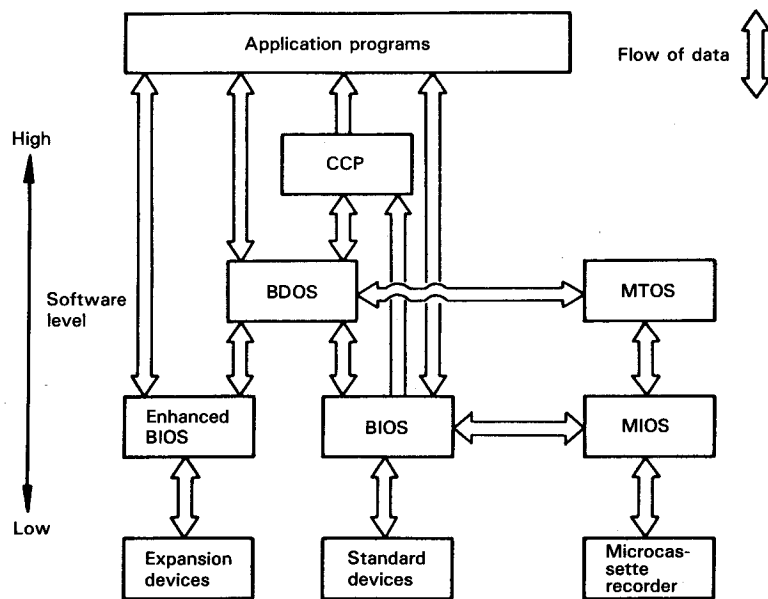 Application programs
Flow of data
High
CCP
Software
level
BDOS
MTOS
Enhanced
BIOS
BIOS
MIOS
Low
Expansion
devices
Standard
devices
Microcas-
sette
recorder